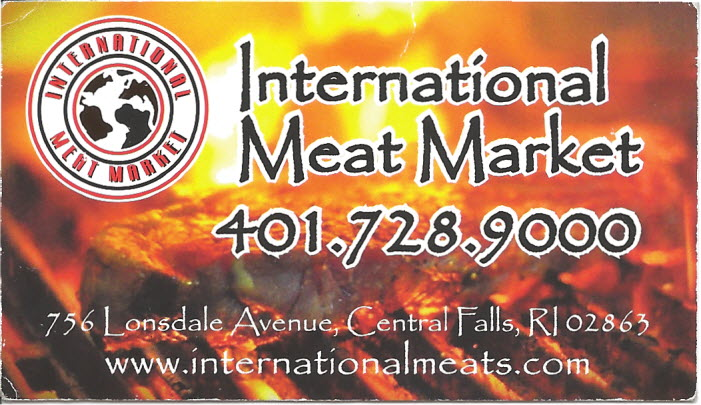 INTERNATIONAL
MEAT MARKET
International
Meat Market
401.728.9000
756 Lonsdale Avenue, Central Falls, RI 02863
www.internationalmeats.com